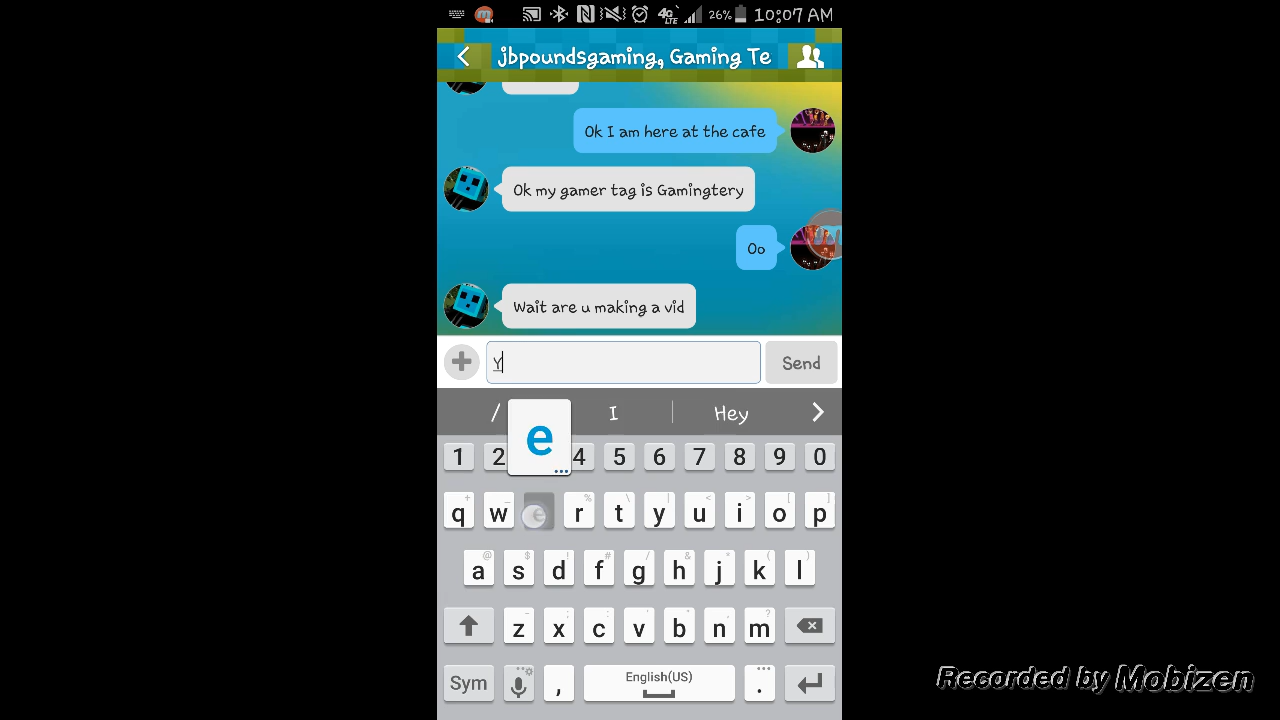 4G LTE 26% 10:07 AM
jbpoundsgaming, Gaming Te
Ok I am here at the cafe
Ok my gamer tag is Gamingtery
Oo
Wait are u making a vid
Y
Send
/ I Hey
e
1 2 4 5 6 7 8 9 0
q w e r t y u i o p
a s d f g h j k l
z x c v b n m
Sym , English(US) .
Recorded by Mobizen